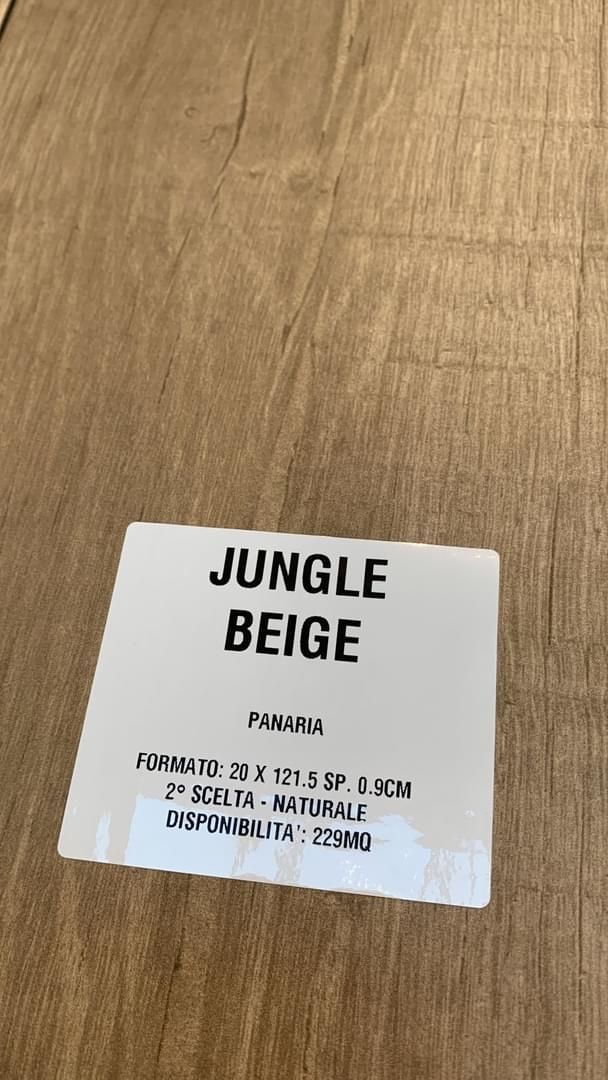 JUNGLE
BEIGE
PANARIA
FORMATO: 20 X 121.5 SP. 0.9CM
2° SCELTA - NATURALE
DISPONIBILITA': 229MQ